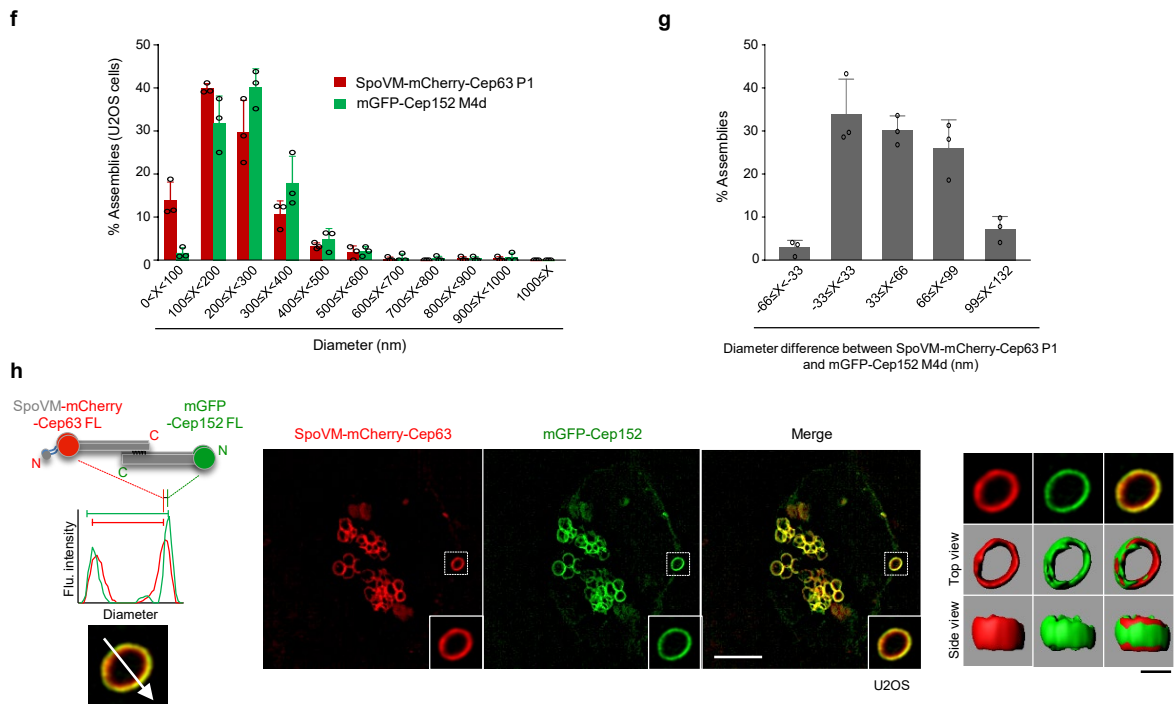 f
% Assemblies (U2OS cells)
50
40
30
20
10
0
SpoVM-mCherry-Cep63 P1
mGFP-Cep152 M4d
0<X<100
100≤X<200
200≤X<300
300≤X<400
400≤X<500
500≤X<600
600≤X<700
700≤X<800
800≤X<900
900≤X<1000
1000≤X
Diameter (nm)
g
% Assemblies
50
40
30
20
10
0
-66≤X<-33
-33≤X<33
33≤X<66
66≤X<99
99≤X<132
Diameter difference between SpoVM-mCherry-Cep63 P1
and mGFP-Cep152 M4d (nm)
h
SpoVM-mCherry
-Cep63 FL
mGFP
-Cep152 FL
N
C
C
N
Flu. intensity
Diameter
SpoVM-mCherry-Cep63
mGFP-Cep152
Merge
U2OS
Top view
Side view